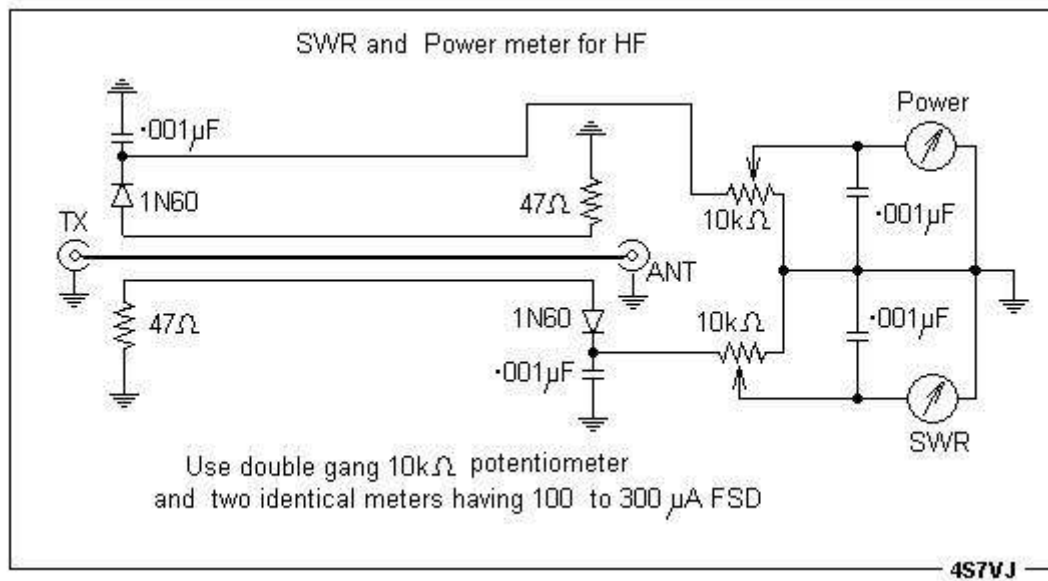 SWR and Power meter for HF
·001µF
Power
1N60
47Ω
10kΩ
·001µF
TX
ANT
47Ω
1N60
10kΩ
·001µF
·001µF
SWR
Use double gang 10kΩ potentiometer
and two identical meters having 100 to 300 µA FSD
4S7VJ